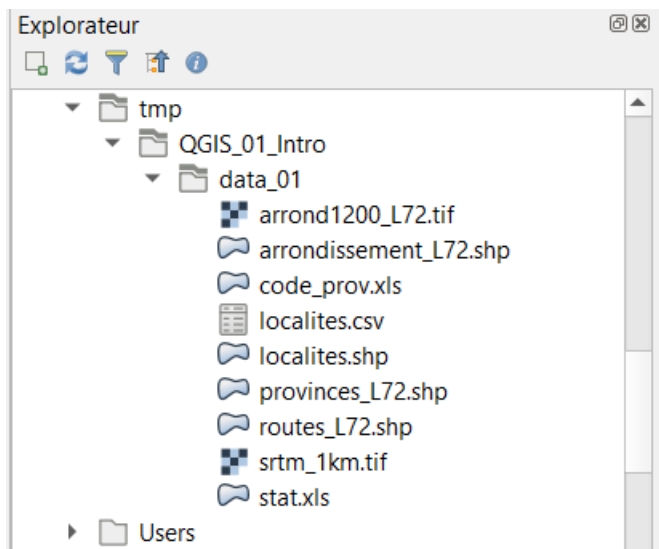 Explorateur
tmp
QGIS_01_Intro
data_01
arrond1200_L72.tif
arrondissement_L72.shp
code_prov.xls
localites.csv
localites.shp
provinces_L72.shp
routes_L72.shp
srtm_1km.tif
stat.xls
Users